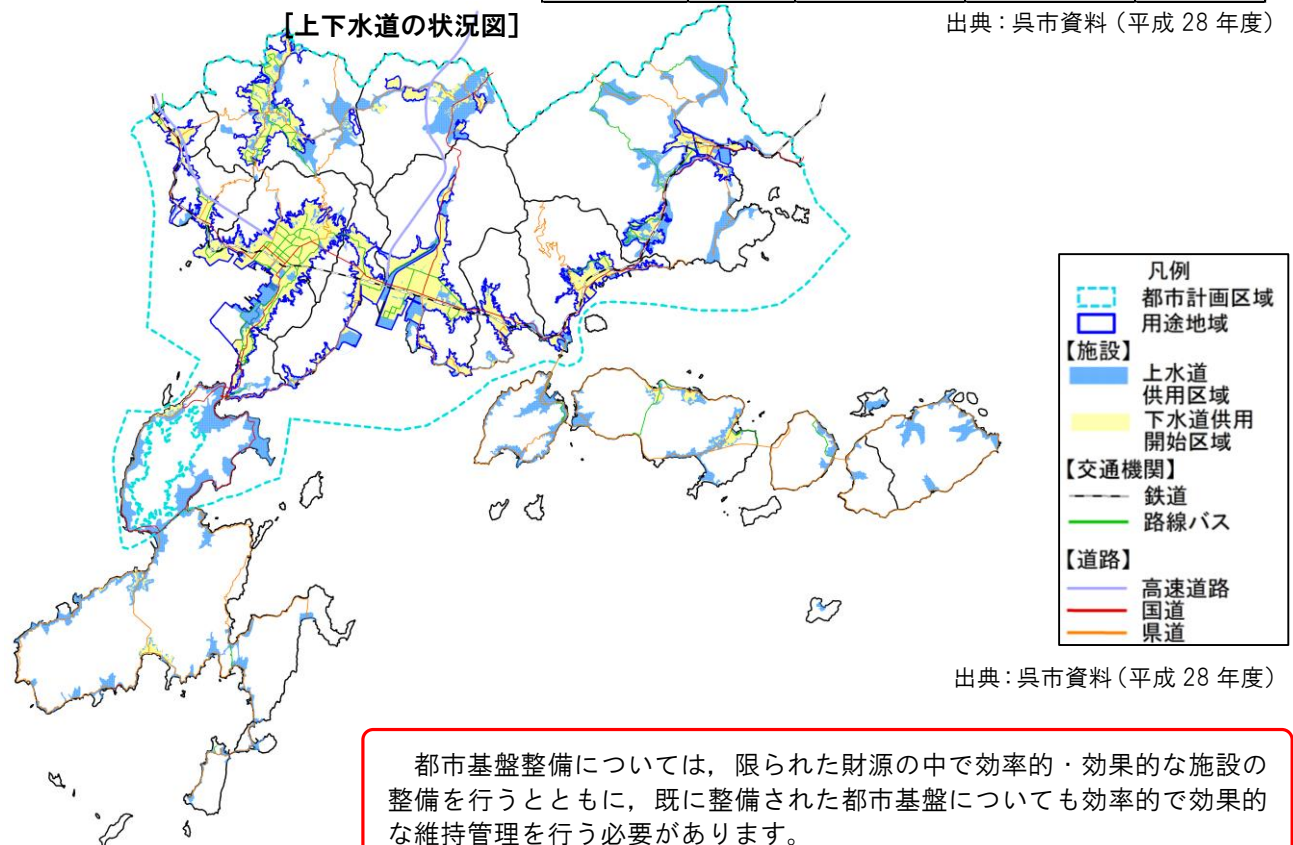 [上下水道の状況図]
出典：呉市資料（平成 28 年度）
凡例
都市計画区域
用途地域
【施設】
上水道
供用区域
下水道供用
開始区域
【交通機関】
鉄道
路線バス
【道路】
高速道路
国道
県道
出典：呉市資料（平成 28 年度）
都市基盤整備については，限られた財源の中で効率的・効果的な施設の
整備を行うとともに，既に整備された都市基盤についても効率的で効果的
な維持管理を行う必要があります。